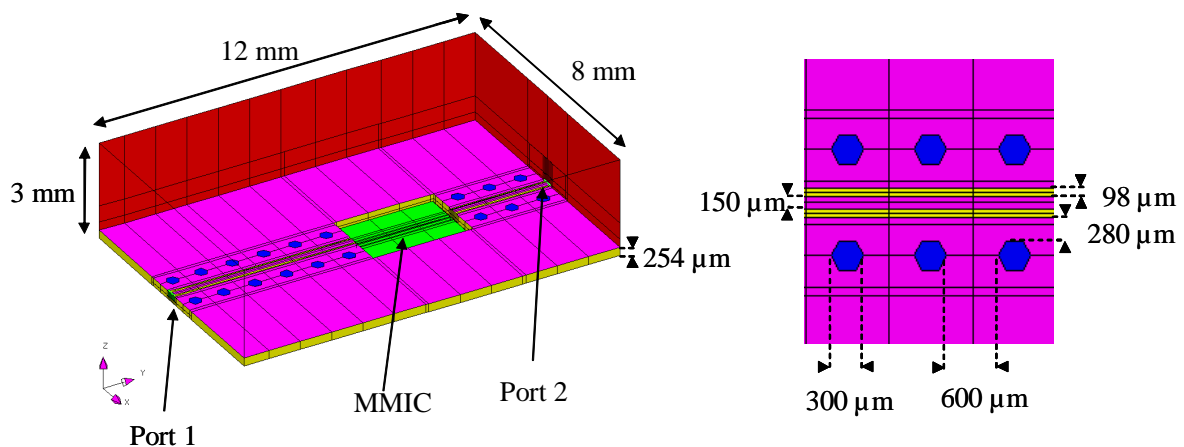 12 mm
8 mm
3 mm
254 µm
Z
Y
X
Port 1
MMIC
Port 2
150 µm
98 µm
280 µm
300 µm
600 µm